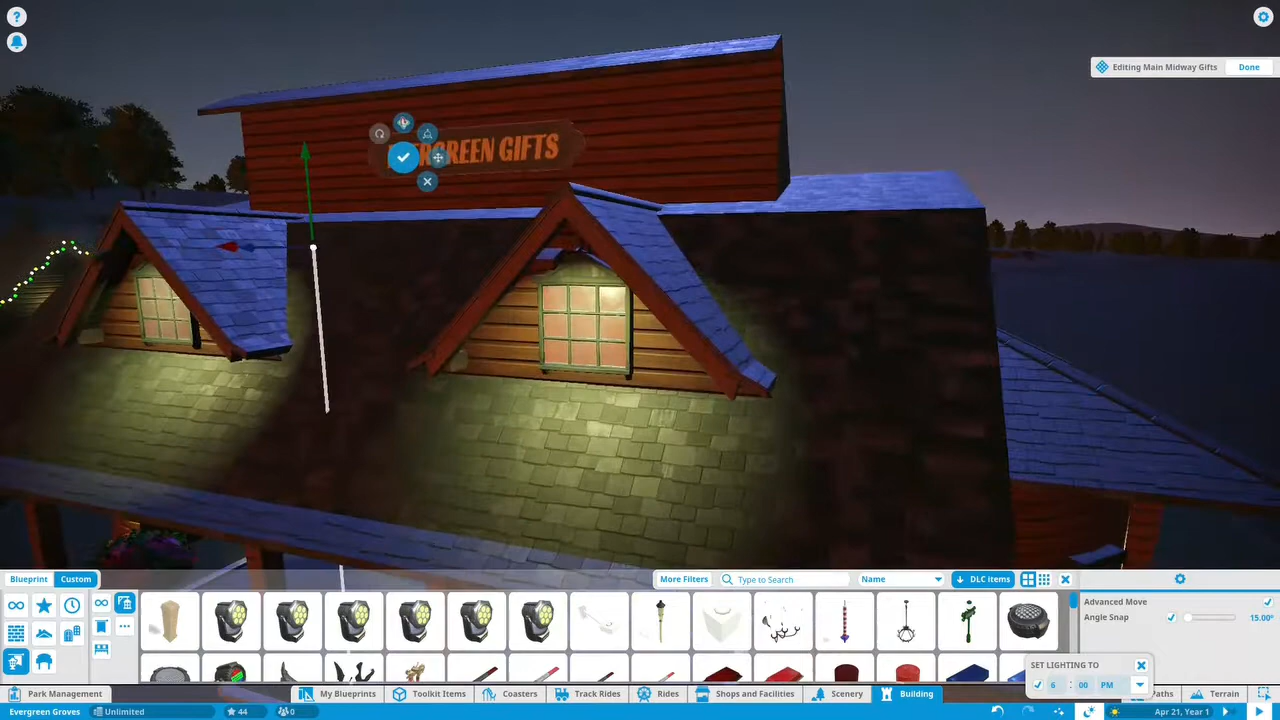 ?
Editing Main Midway Gifts Done
EVERGREEN GIFTS
Blueprint Custom More Filters Type to Search Name DLC items
Advanced Move
Angle Snap 15.00°
SET LIGHTING TO
6 : 00 PM
Park Management My Blueprints Toolkit Items Coasters Track Rides Rides Shops and Facilities Scenery Building Paths Terrain
Evergreen Groves Unlimited 44 0 Apr 21, Year 1